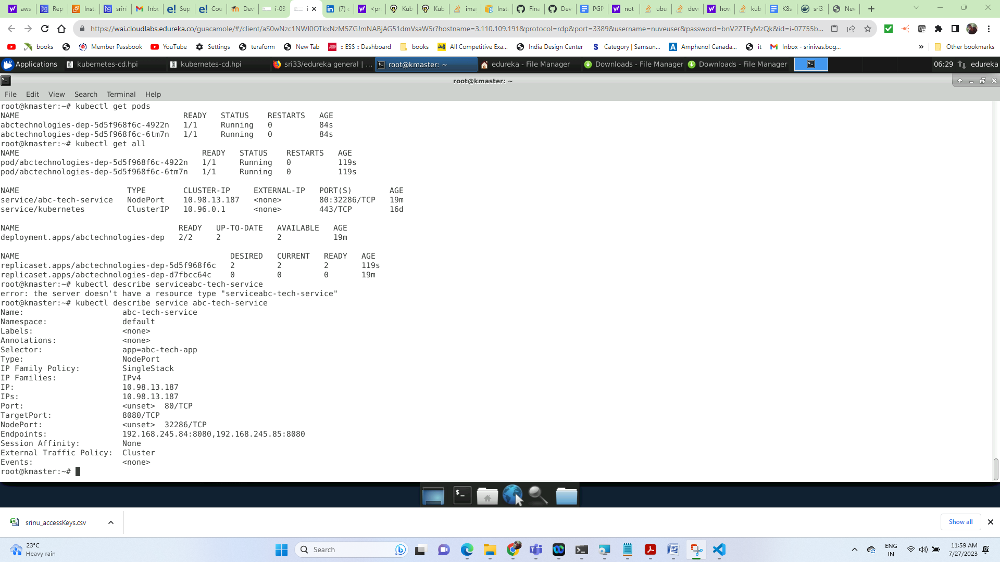 aws
Rep
Inst
srini
Inbc
Sup
Cou
Dev
i-03
i
(7) c
<pr
Kub
Kub
ima
Inst
Fina
Dev
PGP
not
ubu
dev
how
kub
K8s
sri3
Nev
https://wai.cloudlabs.edureka.co/guacamole/#/client/aS0wNzc1NWI0OTkxNzM5ZGJmNABjAG51dmVsaW5r?hostname=3.110.109.191&protocol=rdp&port=3389&username=nuveuser&password=bnV2ZTEyMzQk&id=i-07755b...
books
Member Passbook
YouTube
Settings
teraform
New Tab
:: ESS :: Dashboard
books
All Competitive Exa...
India Design Center
Category | Samsun...
Amphenol Canada...
it
Inbox - srinivas.bog...
»
Other bookmarks
Applications
kubernetes-cd.hpi
kubernetes-cd.hpi
sri33/edureka general | ...
root@kmaster: ~
edureka - File Manager
Downloads - File Manager
Downloads - File Manager
06:29
edureka
root@kmaster: ~
File Edit View Search Terminal Help
root@kmaster:~# kubectl get pods
NAME READY STATUS RESTARTS AGE
abctechnologies-dep-5d5f968f6c-4922n 1/1 Running 0 84s
abctechnologies-dep-5d5f968f6c-6tm7n 1/1 Running 0 84s
root@kmaster:~# kubectl get all
NAME READY STATUS RESTARTS AGE
pod/abctechnologies-dep-5d5f968f6c-4922n 1/1 Running 0 119s
pod/abctechnologies-dep-5d5f968f6c-6tm7n 1/1 Running 0 119s
NAME TYPE CLUSTER-IP EXTERNAL-IP PORT(S) AGE
service/abc-tech-service NodePort 10.98.13.187 <none> 80:32286/TCP 19m
service/kubernetes ClusterIP 10.96.0.1 <none> 443/TCP 16d
NAME READY UP-TO-DATE AVAILABLE AGE
deployment.apps/abctechnologies-dep 2/2 2 2 19m
NAME DESIRED CURRENT READY AGE
replicaset.apps/abctechnologies-dep-5d5f968f6c 2 2 2 119s
replicaset.apps/abctechnologies-dep-d7fbcc64c 0 0 0 19m
root@kmaster:~# kubectl describe serviceabc-tech-service
error: the server doesn't have a resource type "serviceabc-tech-service"
root@kmaster:~# kubectl describe service abc-tech-service
Name: abc-tech-service
Namespace: default
Labels: <none>
Annotations: <none>
Selector: app=abc-tech-app
Type: NodePort
IP Family Policy: SingleStack
IP Families: IPv4
IP: 10.98.13.187
IPs: 10.98.13.187
Port: <unset> 80/TCP
TargetPort: 8080/TCP
NodePort: <unset> 32286/TCP
Endpoints: 192.168.245.84:8080,192.168.245.85:8080
Session Affinity: None
External Traffic Policy: Cluster
Events: <none>
root@kmaster:~#
srinu_accessKeys.csv
Show all
23°C
Heavy rain
Search
ENG
IN
11:59 AM
7/27/2023